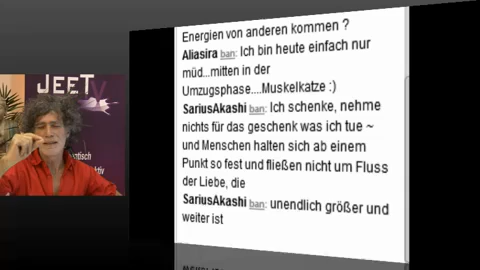 JEET
TV
Energien von anderen kommen ?
Aliasira ban: Ich bin heute einfach nur
müd...mitten in der
Umzugsphase....Muskelkatze :)
SariusAkashi ban: Ich schenke, nehme
nichts für das geschenk was ich tue ~
und Menschen halten sich ab einem
Punkt so fest und fließen nicht um Fluss
der Liebe, die
SariusAkashi ban: unendlich größer und
weiter ist